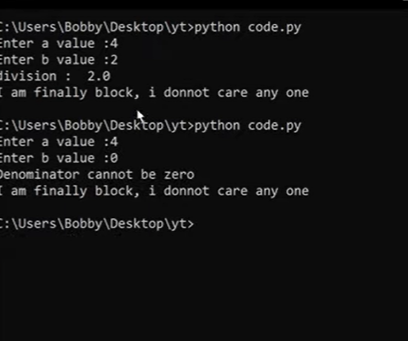 C:\Users\Bobby\Desktop\yt>python code.py
Enter a value :4
Enter b value :2
division :  2.0
I am finally block, i donnot care any one
C:\Users\Bobby\Desktop\yt>python code.py
Enter a value :4
Enter b value :0
Denominator cannot be zero
I am finally block, i donnot care any one
C:\Users\Bobby\Desktop\yt>